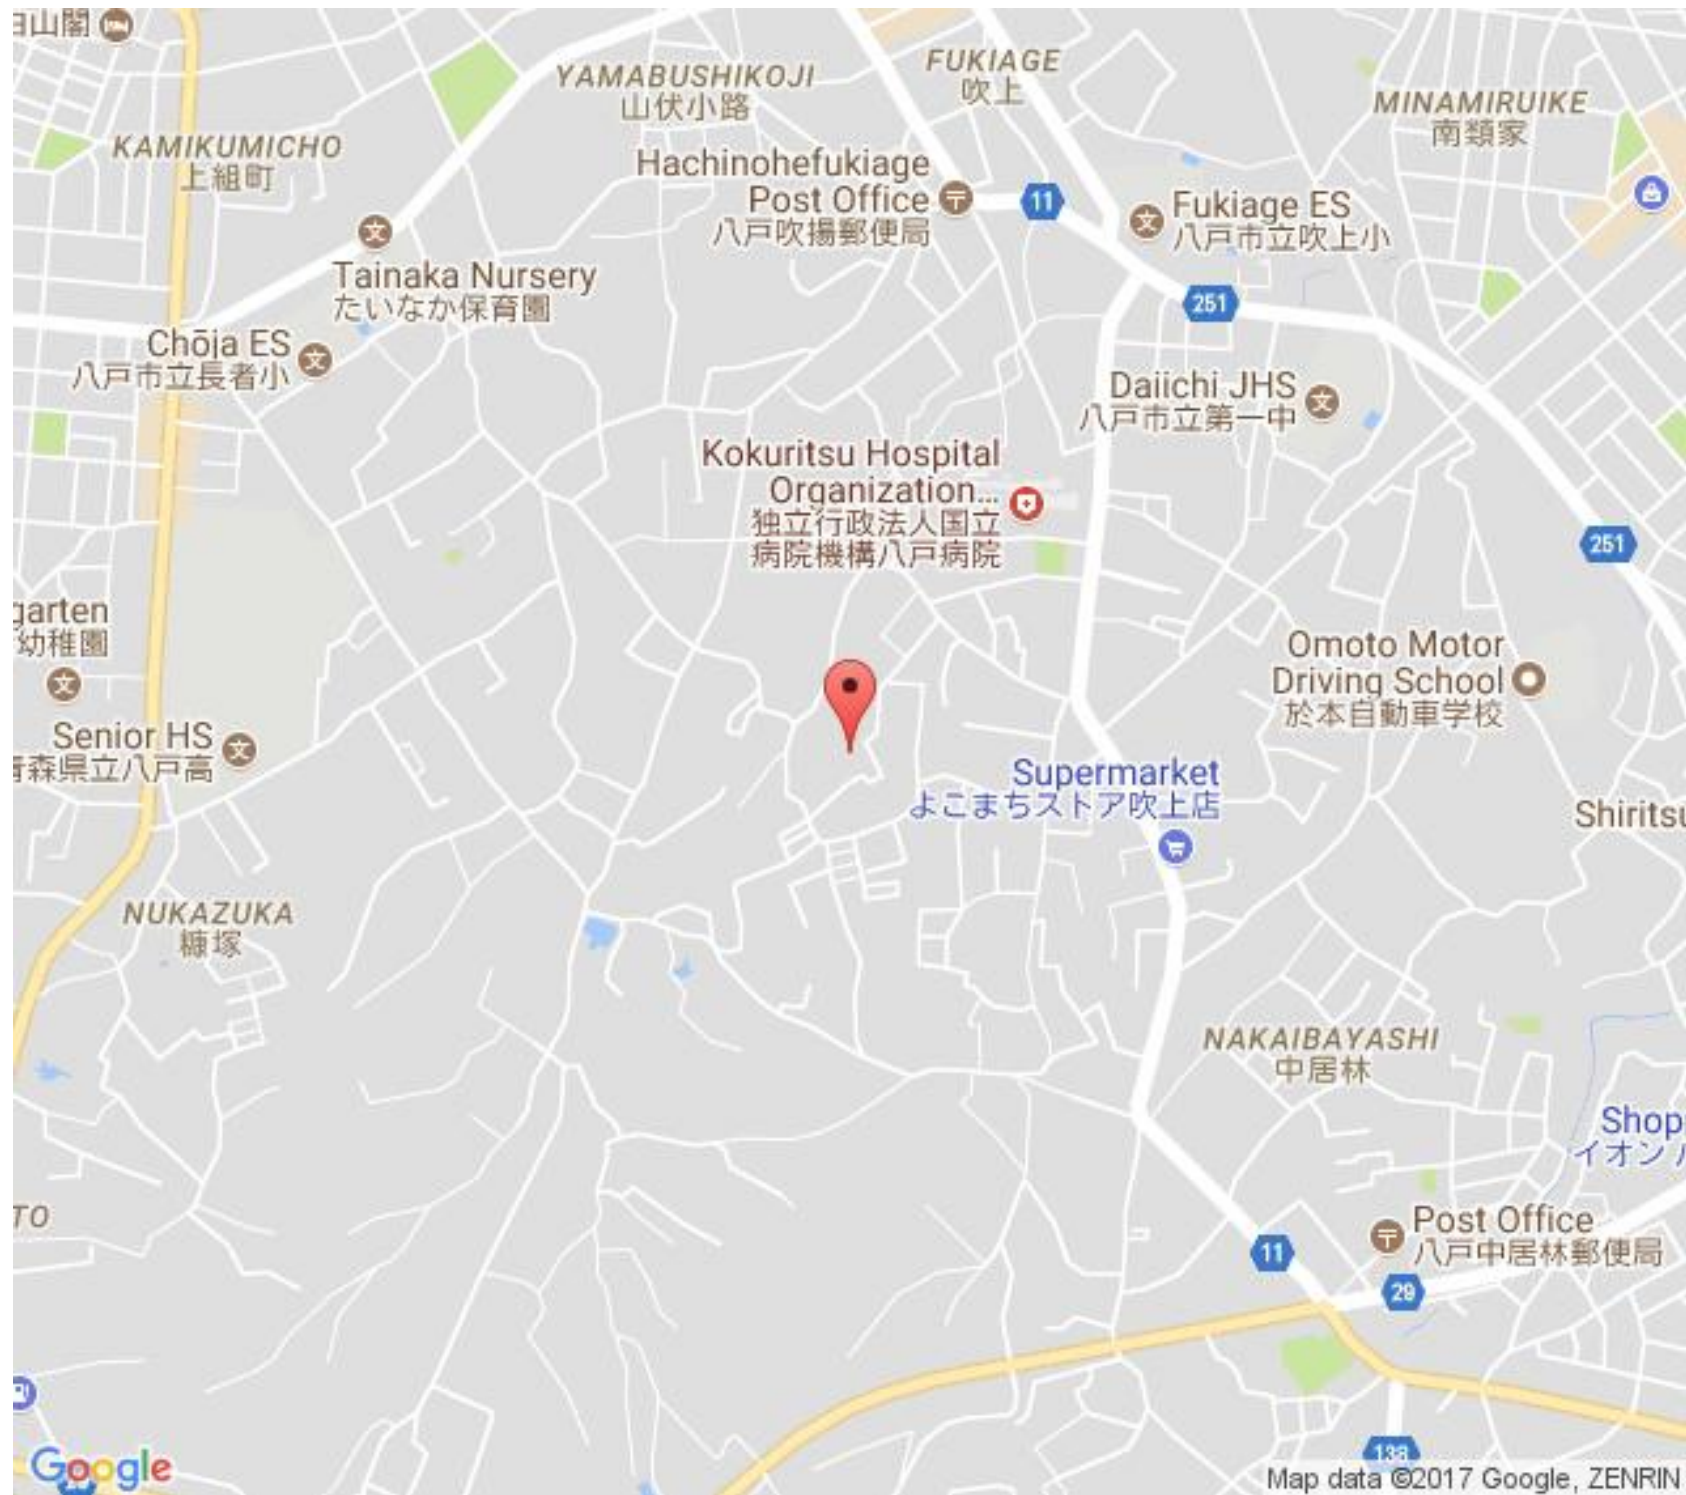 白山閣
YAMABUSHIKOJI
山伏小路
FUKIAGE
吹上
MINAMIRUIKE
南類家
KAMIKUMICHO
上組町
Hachinohefukiage
Post Office
八戸吹揚郵便局
11
Fukiage ES
八戸市立吹上小
Tainaka Nursery
たいなか保育園
251
Chōja ES
八戸市立長者小
Daiichi JHS
八戸市立第一中
Kokuritsu Hospital
Organization...
独立行政法人国立
病院機構八戸病院
251
garten
幼稚園
Omoto Motor
Driving School
於本自動車学校
Senior HS
青森県立八戸高
Supermarket
よこまちストア吹上店
Shiritsu
NUKAZUKA
糠塚
NAKAIBAYASHI
中居林
Shop
イオン
TO
Post Office
八戸中居林郵便局
11
29
138
Google
Map data ©2017 Google, ZENRIN